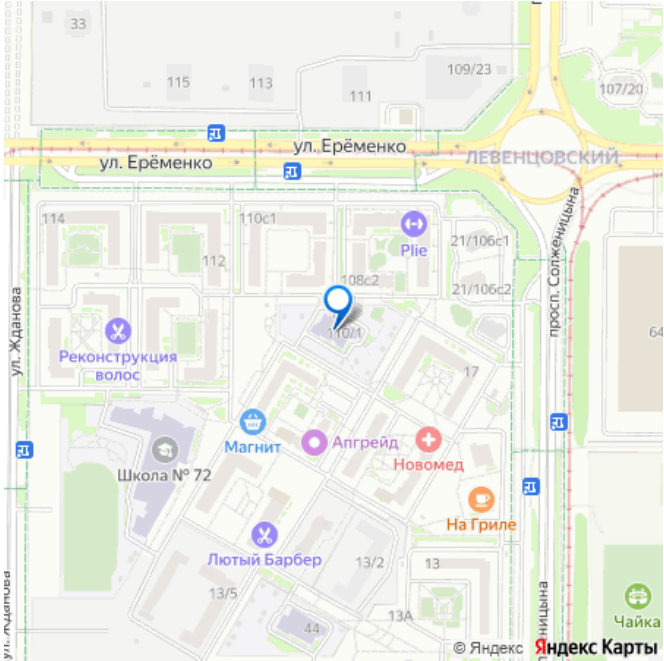 33
115
113
111
109/23
107/20
ул. Ерёменко
ул. Ерёменко
ЛЕВЕНЦОВСКИЙ
114
110с1
112
Plie
21/106с1
108с2
21/106с2
просп. Солженицына
ул. Жданова
110/1
64
Реконструкция
волос
17
Магнит
Апгрейд
Новомед
Школа № 72
На Гриле
Лютый Барбер
13/2
13
13/5
13А
44
ул. Жданова
Чайка
© Яндекс Яндекс Карты